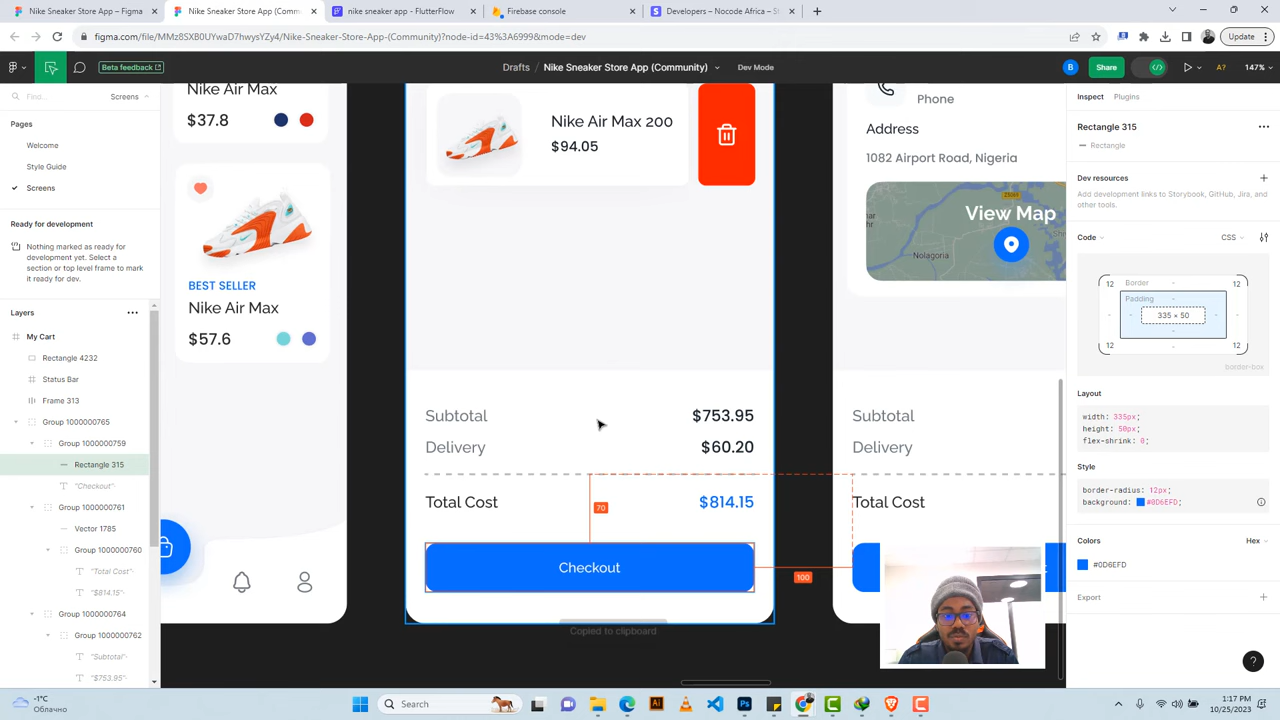 Nike Sneaker Store App - Figma
Nike Sneaker Store App (Comm
nike sneaker app - FlutterFlow
Firebase console
Developers – Nocode Africa – S
figma.com/file/MMz8SXB0UYwaD7hwysYZy4/Nike-Sneaker-Store-App-(Community)?node-id=43%3A6999&mode=dev
Update
Beta feedback
Drafts / Nike Sneaker Store App (Community)
Dev Mode
B
Share
A?
147%
Find...
Screens
Pages
Welcome
Style Guide
Screens
Ready for development
Nothing marked as ready for
development yet. Select a
section or top level frame to mark
it ready for dev.
Layers
My Cart
Rectangle 4232
Status Bar
Frame 313
Group 1000000765
Group 1000000759
Rectangle 315
"Checkout"
Group 1000000761
Vector 1785
Group 1000000760
"Total Cost"
"$814.15"
Group 1000000764
Group 1000000762
"Subtotal"
"$753.95"
Nike Air Max
$37.8
BEST SELLER
Nike Air Max
$57.6
Nike Air Max 200
$94.05
Subtotal
$753.95
Delivery
$60.20
Total Cost
$814.15
70
100
Checkout
Copied to clipboard
Phone
Address
1082 Airport Road, Nigeria
View Map
Nolagoria
Subtotal
Delivery
Total Cost
Inspect
Plugins
Rectangle 315
Rectangle
Dev resources
Add development links to Storybook, GitHub, Jira, and
other tools.
Code
CSS
12
Border
-
12
Padding
-
335 × 50
12
12
border-box
Layout
width: 335px;
height: 50px;
flex-shrink: 0;
Style
border-radius: 12px;
background: #0D6EFD;
Colors
Hex
#0D6EFD
Export
?
-1°C
Облачно
Search
1:17 PM
10/25/2023